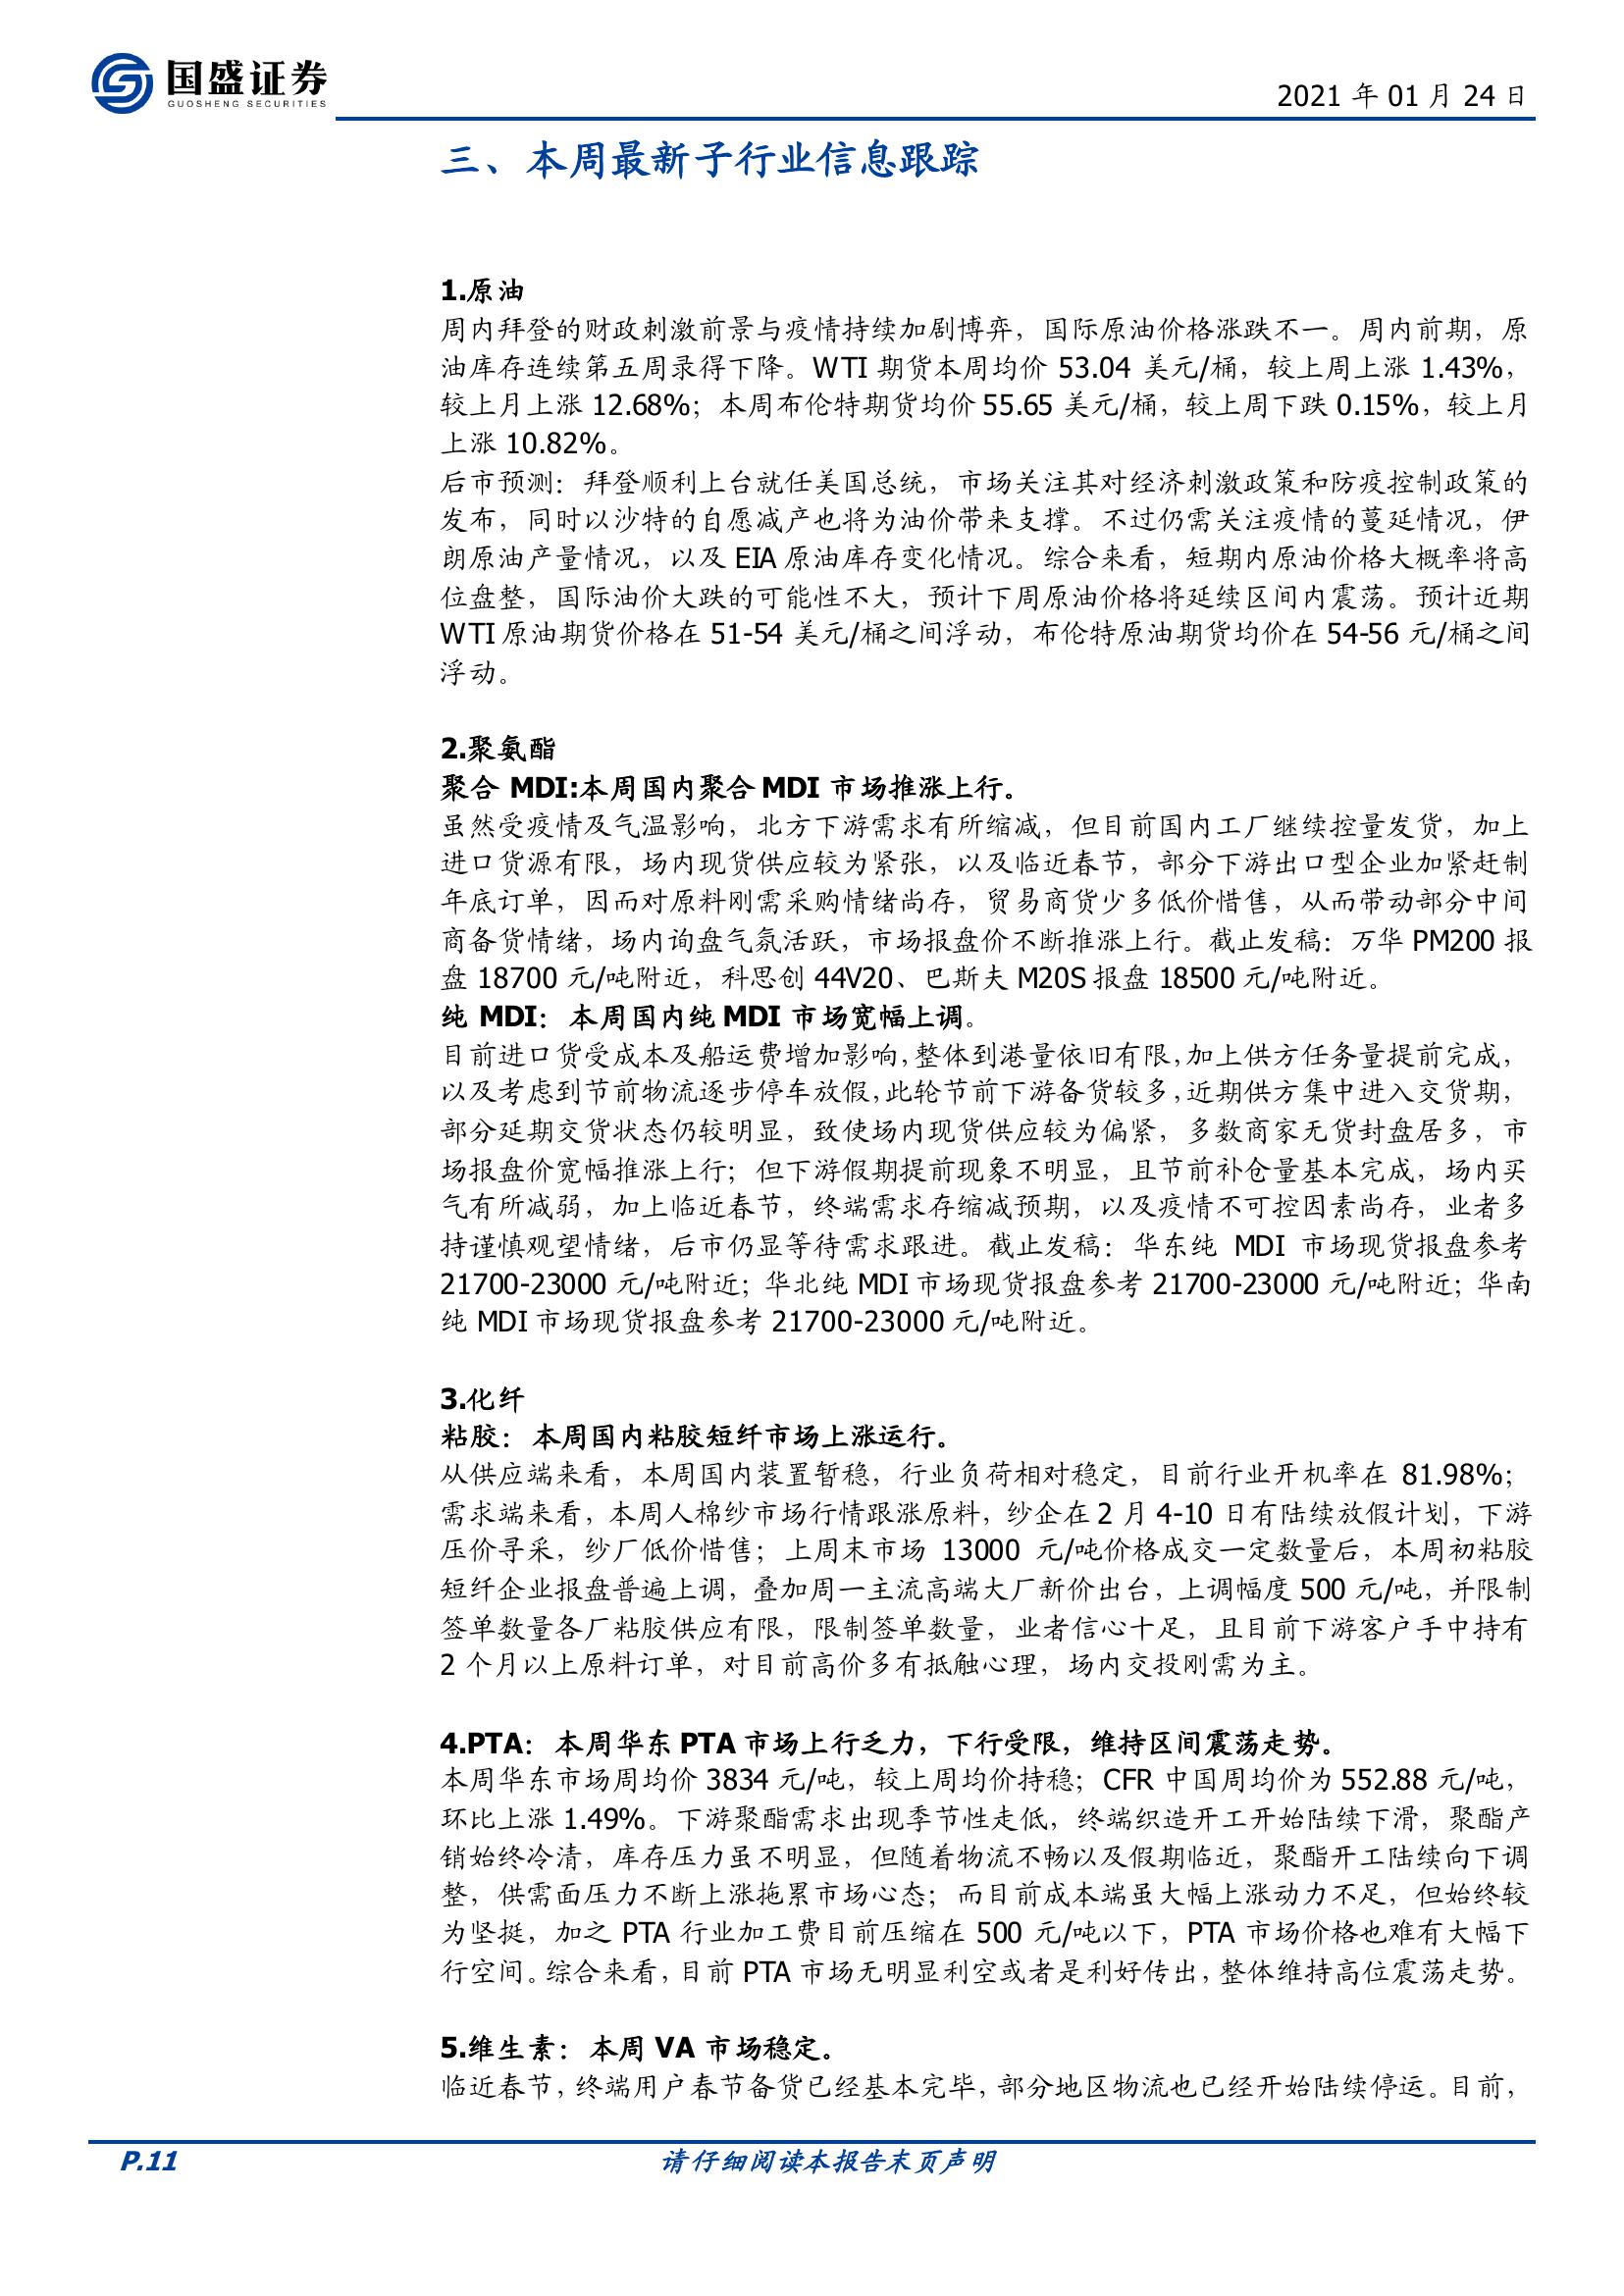 国盛证券
GUOSHENG SECURITIES
2021 年 01 月 24 日
三、本周最新子行业信息跟踪
1.原油
周内拜登的财政刺激前景与疫情持续加剧博弈，国际原油价格涨跌不一。周内前期，原
油库存连续第五周录得下降。WTI 期货本周均价 53.04 美元/桶，较上周上涨 1.43%，
较上月上涨 12.68%；本周布伦特期货均价 55.65 美元/桶，较上周下跌 0.15%，较上月
上涨 10.82%。
后市预测：拜登顺利上台就任美国总统，市场关注其对经济刺激政策和防疫控制政策的
发布，同时以沙特的自愿减产也将为油价带来支撑。不过仍需关注疫情的蔓延情况，伊
朗原油产量情况，以及 EIA 原油库存变化情况。综合来看，短期内原油价格大概率将高
位盘整，国际油价大跌的可能性不大，预计下周原油价格将延续区间内震荡。预计近期
WTI 原油期货价格在 51-54 美元/桶之间浮动，布伦特原油期货均价在 54-56 元/桶之间
浮动。
2.聚氨酯
聚合 MDI:本周国内聚合 MDI 市场推涨上行。
虽然受疫情及气温影响，北方下游需求有所缩减，但目前国内工厂继续控量发货，加上
进口货源有限，场内现货供应较为紧张，以及临近春节，部分下游出口型企业加紧赶制
年底订单，因而对原料刚需采购情绪尚存，贸易商货少多低价惜售，从而带动部分中间
商备货情绪，场内询盘气氛活跃，市场报盘价不断推涨上行。截止发稿：万华 PM200 报
盘 18700 元/吨附近，科思创 44V20、巴斯夫 M20S 报盘 18500 元/吨附近。
纯 MDI：本周国内纯 MDI 市场宽幅上调。
目前进口货受成本及船运费增加影响，整体到港量依旧有限，加上供方任务量提前完成，
以及考虑到节前物流逐步停车放假，此轮节前下游备货较多，近期供方集中进入交货期，
部分延期交货状态仍较明显，致使场内现货供应较为偏紧，多数商家无货封盘居多，市
场报盘价宽幅推涨上行；但下游假期提前现象不明显，且节前补仓量基本完成，场内买
气有所减弱，加上临近春节，终端需求存缩减预期，以及疫情不可控因素尚存，业者多
持谨慎观望情绪，后市仍显等待需求跟进。截止发稿：华东纯 MDI 市场现货报盘参考
21700-23000 元/吨附近；华北纯 MDI 市场现货报盘参考 21700-23000 元/吨附近；华南
纯 MDI 市场现货报盘参考 21700-23000 元/吨附近。
3.化纤
粘胶：本周国内粘胶短纤市场上涨运行。
从供应端来看，本周国内装置暂稳，行业负荷相对稳定，目前行业开机率在 81.98%；
需求端来看，本周人棉纱市场行情跟涨原料，纱企在 2 月 4-10 日有陆续放假计划，下游
压价寻采，纱厂低价惜售；上周末市场 13000 元/吨价格成交一定数量后，本周初粘胶
短纤企业报盘普遍上调，叠加周一主流高端大厂新价出台，上调幅度 500 元/吨，并限制
签单数量各厂粘胶供应有限，限制签单数量，业者信心十足，且目前下游客户手中持有
2 个月以上原料订单，对目前高价多有抵触心理，场内交投刚需为主。
4.PTA：本周华东 PTA 市场上行乏力，下行受限，维持区间震荡走势。
本周华东市场周均价 3834 元/吨，较上周均价持稳；CFR 中国周均价为 552.88 元/吨，
环比上涨 1.49%。下游聚酯需求出现季节性走低，终端织造开工开始陆续下滑，聚酯产
销始终冷清，库存压力虽不明显，但随着物流不畅以及假期临近，聚酯开工陆续向下调
整，供需面压力不断上涨拖累市场心态；而目前成本端虽大幅上涨动力不足，但始终较
为坚挺，加之 PTA 行业加工费目前压缩在 500 元/吨以下，PTA 市场价格也难有大幅下
行空间。综合来看，目前 PTA 市场无明显利空或者是利好传出，整体维持高位震荡走势。
5.维生素：本周 VA 市场稳定。
临近春节，终端用户春节备货已经基本完毕，部分地区物流也已经开始陆续停运。目前，
P.11
请仔细阅读本报告末页声明